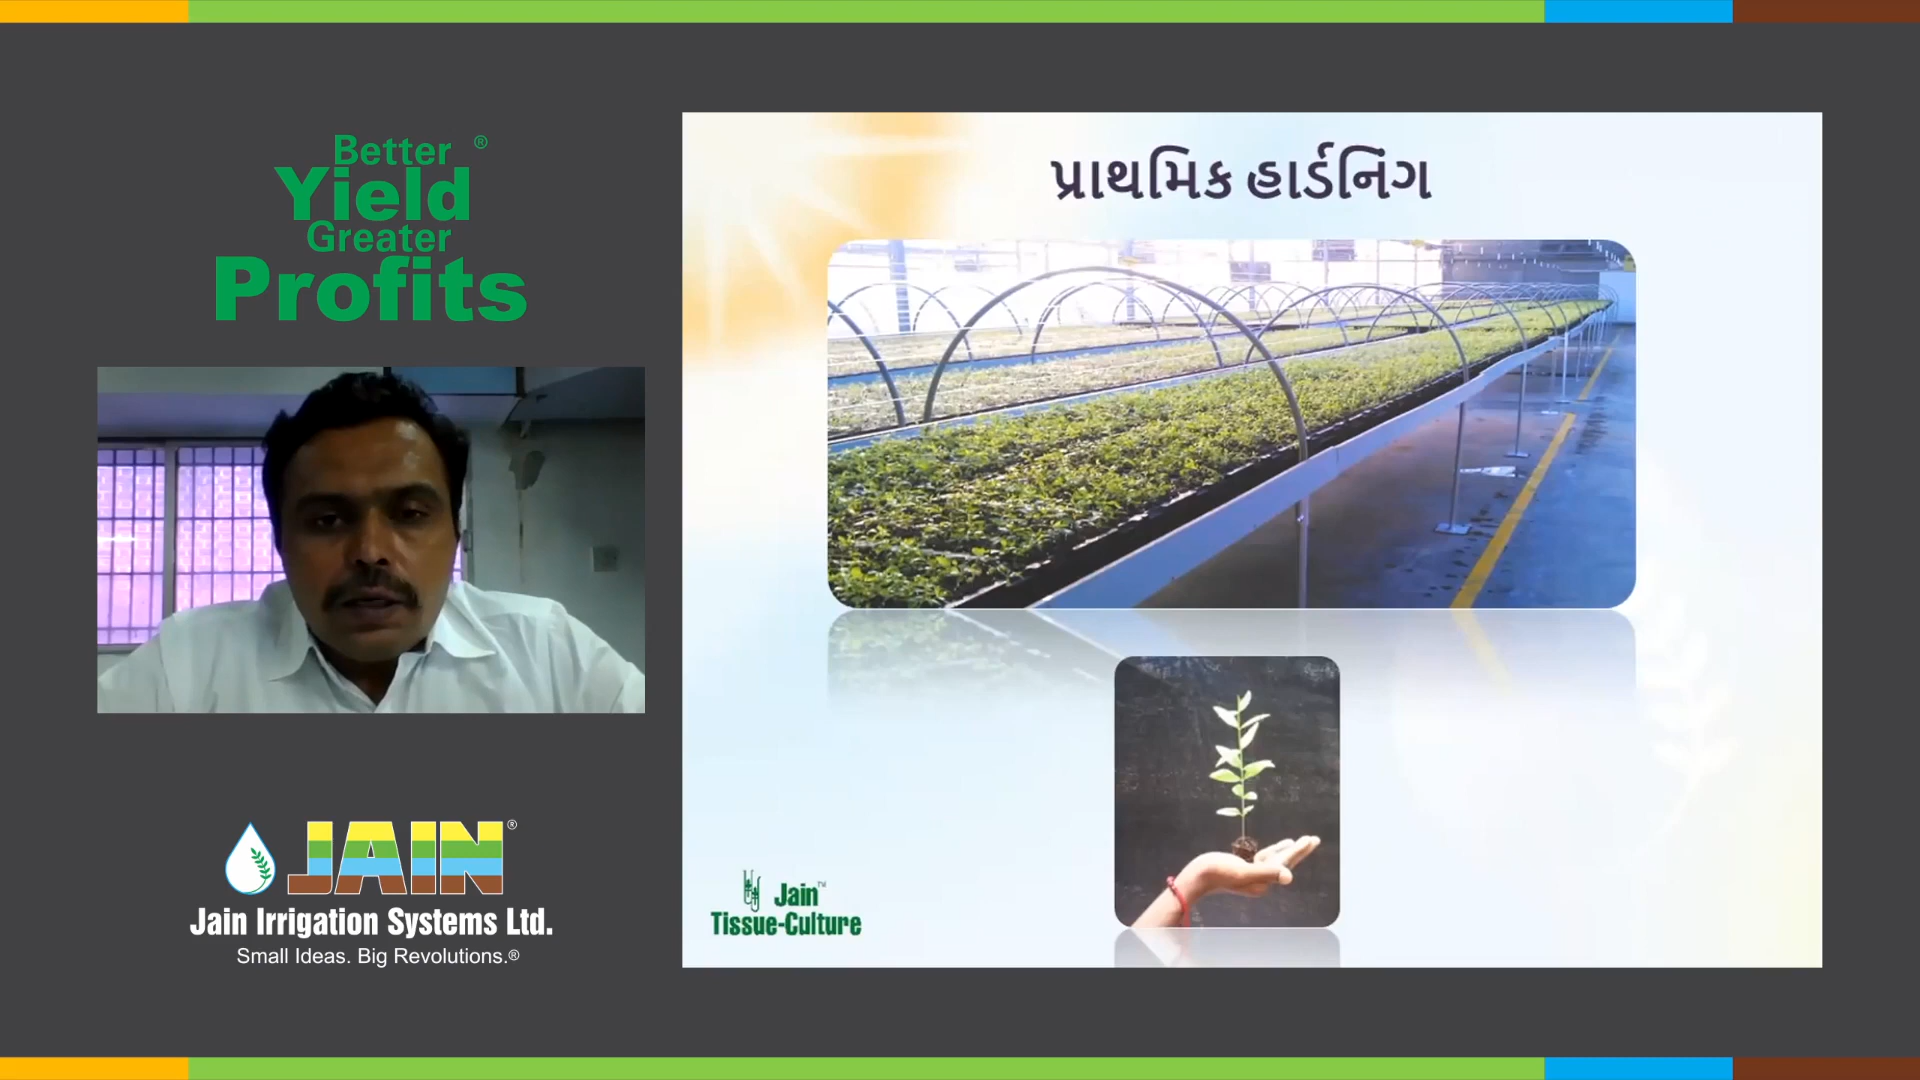 Better ®
Yield
Greater
Profits
JAIN®
Jain Irrigation Systems Ltd.
Small Ideas. Big Revolutions.®
પ્રાથમિક હાર્ડનિંગ
Jain™
Tissue-Culture